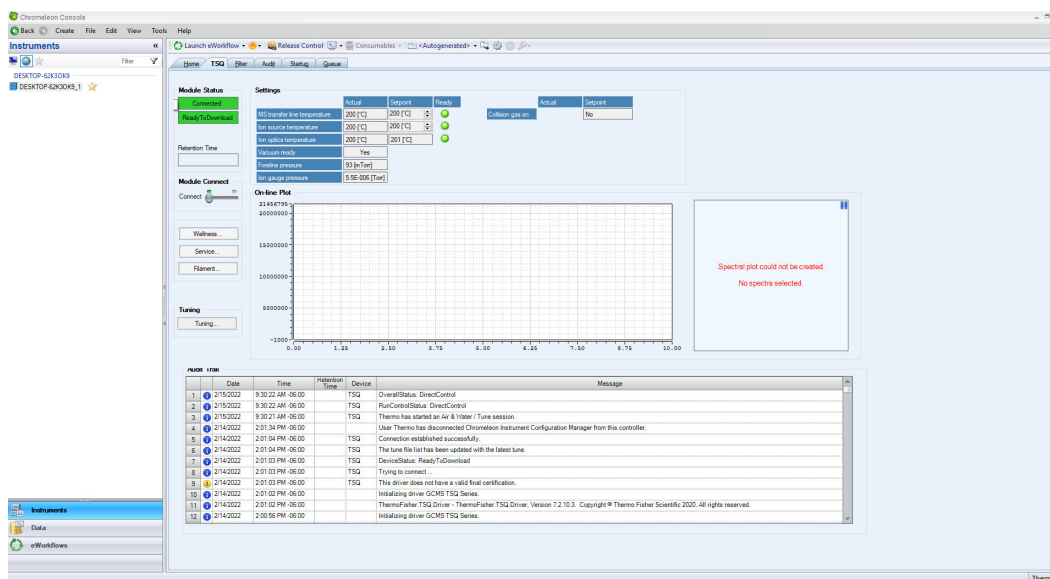 Chromeleon Console
Back Create File Edit View Tools Help
Instruments «
Launch eWorkflow Release Control Consumables <Autogenerated>
Filter
Home TSQ Filter Audit Startup Queue
DESKTOP-62K3OK9
DESKTOP-62K3OK9_1
Module Status
Connected
ReadyToDownload
Retention Time
Module Connect
Connect
Wellness...
Service...
Filament...
Tuning
Tuning...
Settings
Actual Setpoint Ready
MS transfer line temperature 200 [°C] 200 [°C]
Ion source temperature 200 [°C] 200 [°C]
Ion optics temperature 200 [°C] 201 [°C]
Vacuum ready Yes
Foreline pressure 93 [mTorr]
Ion gauge pressure 5.5E-006 [Torr]
Actual Setpoint
Collision gas on No
On-line Plot
21456795
20000000
15000000
10000000
5000000
-1000
0.00 1.25 2.50 3.75 5.00 6.25 7.50 8.75 10.00
Spectral plot could not be created.
No spectra selected.
Audit Trail
Date Time Retention Time Device Message
1 2/15/2022 9:30:22 AM -06:00 TSQ OverallStatus: DirectControl
2 2/15/2022 9:30:22 AM -06:00 TSQ RunControlStatus: DirectControl
3 2/15/2022 9:30:21 AM -06:00 TSQ Thermo has started an Air & Water / Tune session.
4 2/14/2022 2:01:34 PM -06:00 User Thermo has disconnected Chromeleon Instrument Configuration Manager from this controller.
5 2/14/2022 2:01:04 PM -06:00 TSQ Connection established successfully.
6 2/14/2022 2:01:04 PM -06:00 TSQ The tune file list has been updated with the latest tune.
7 2/14/2022 2:01:03 PM -06:00 TSQ DeviceStatus: ReadyToDownload
8 2/14/2022 2:01:03 PM -06:00 TSQ Trying to connect ...
9 2/14/2022 2:01:03 PM -06:00 TSQ This driver does not have a valid final certification.
10 2/14/2022 2:01:02 PM -06:00 Initializing driver GCMS TSQ Series.
11 2/14/2022 2:01:02 PM -06:00 ThermoFisher.TSQ.Driver - ThermoFisher.TSQ.Driver, Version 7.2.10.3. Copyright ® Thermo Fisher Scientific 2020. All rights reserved.
12 2/14/2022 2:00:56 PM -06:00 Initializing driver GCMS TSQ Series.
Instruments
Data
eWorkflows
Thermo